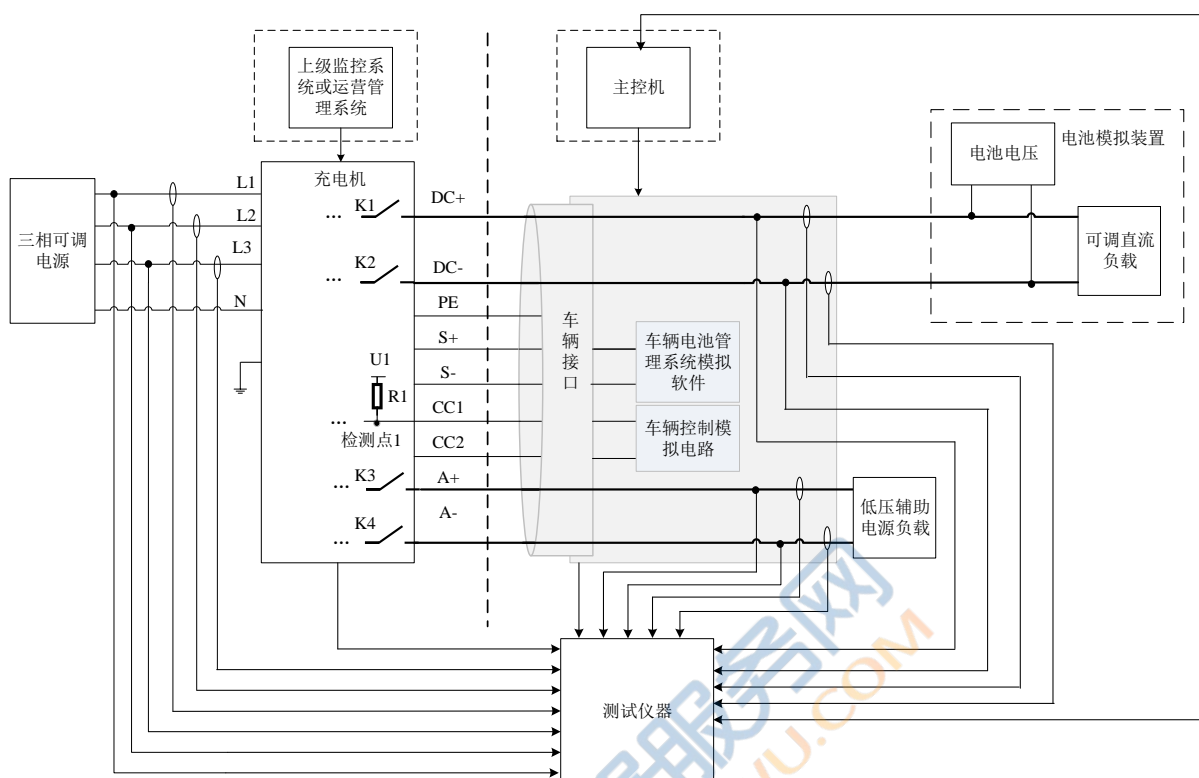 上级监控系
统或运营管
理系统
主控机
电池电压
电池模拟装置
三相可调
电源
L1
L2
L3
N
充电机
... K1
DC+
... K2
DC-
PE
S+
S-
U1
R1
CC1
... 检测点1
CC2
... K3
A+
... K4
A-
车
辆
接
口
车辆电池管
理系统模拟
软件
车辆控制模
拟电路
可调直流
负载
低压辅助
电源负载
测试仪器
服务网
U.COM